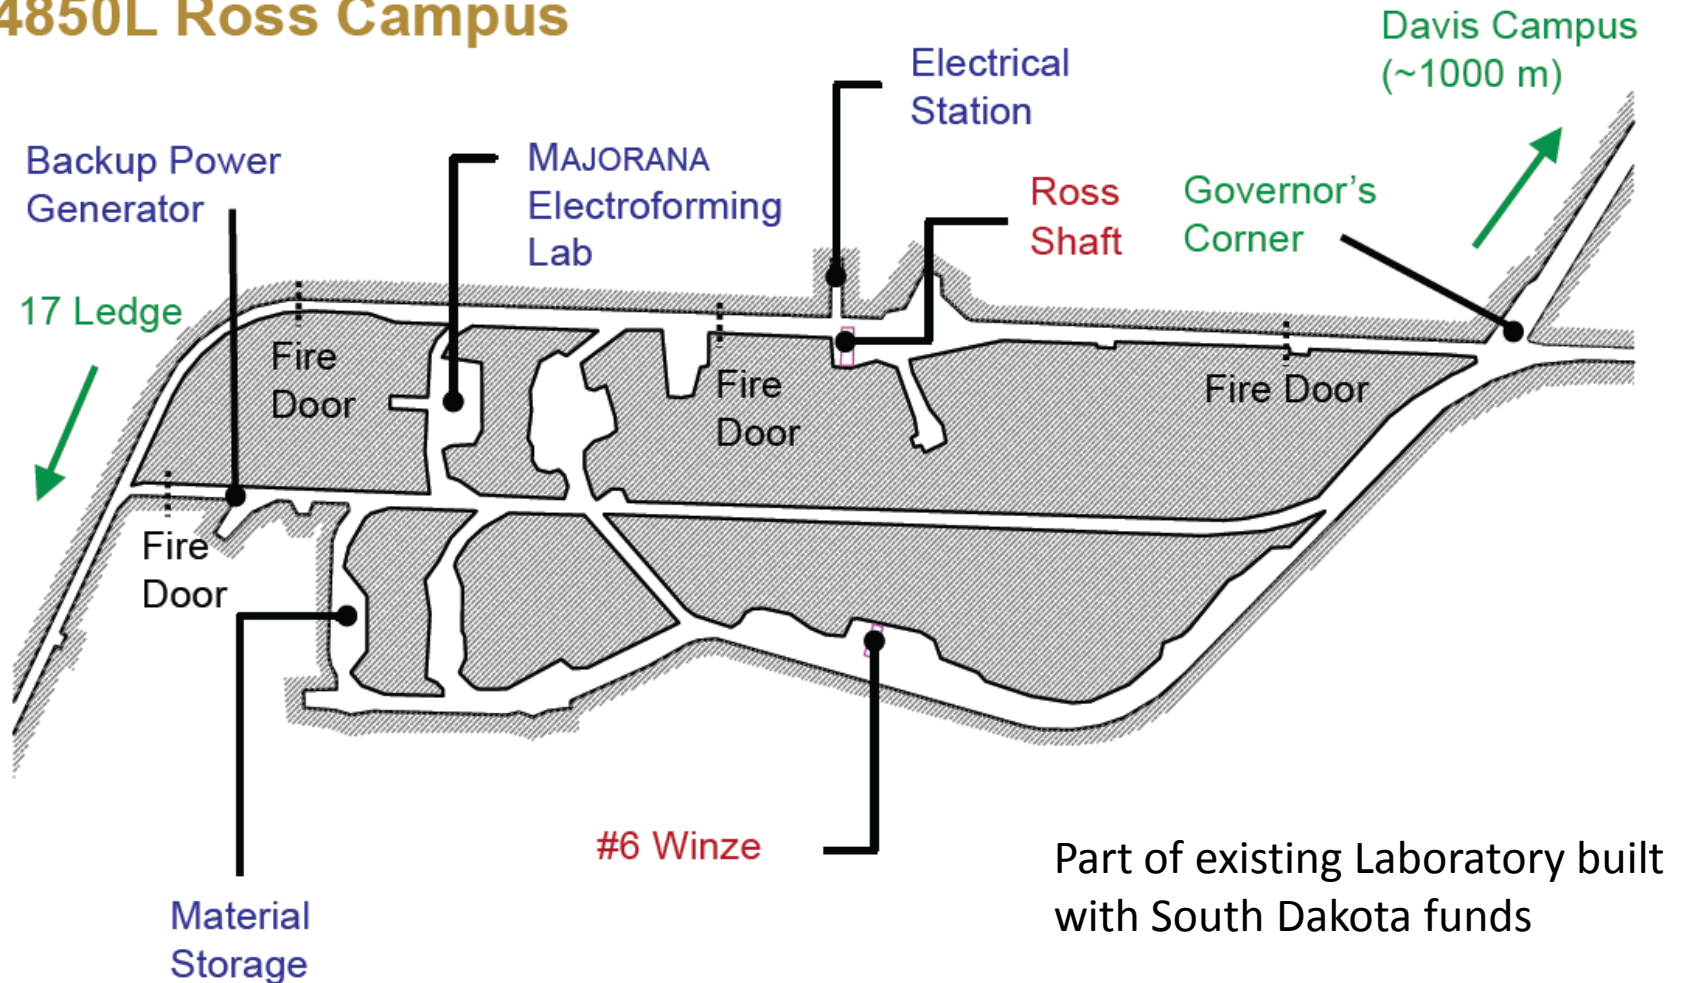 4850L Ross Campus
Davis Campus
(~1000 m)
Electrical
Station
Backup Power
Generator
MAJORANA
Electroforming
Lab
Ross
Shaft
Governor's
Corner
17 Ledge
Fire
Door
Fire
Door
Fire Door
Fire
Door
#6 Winze
Material
Storage
Part of existing Laboratory built
with South Dakota funds